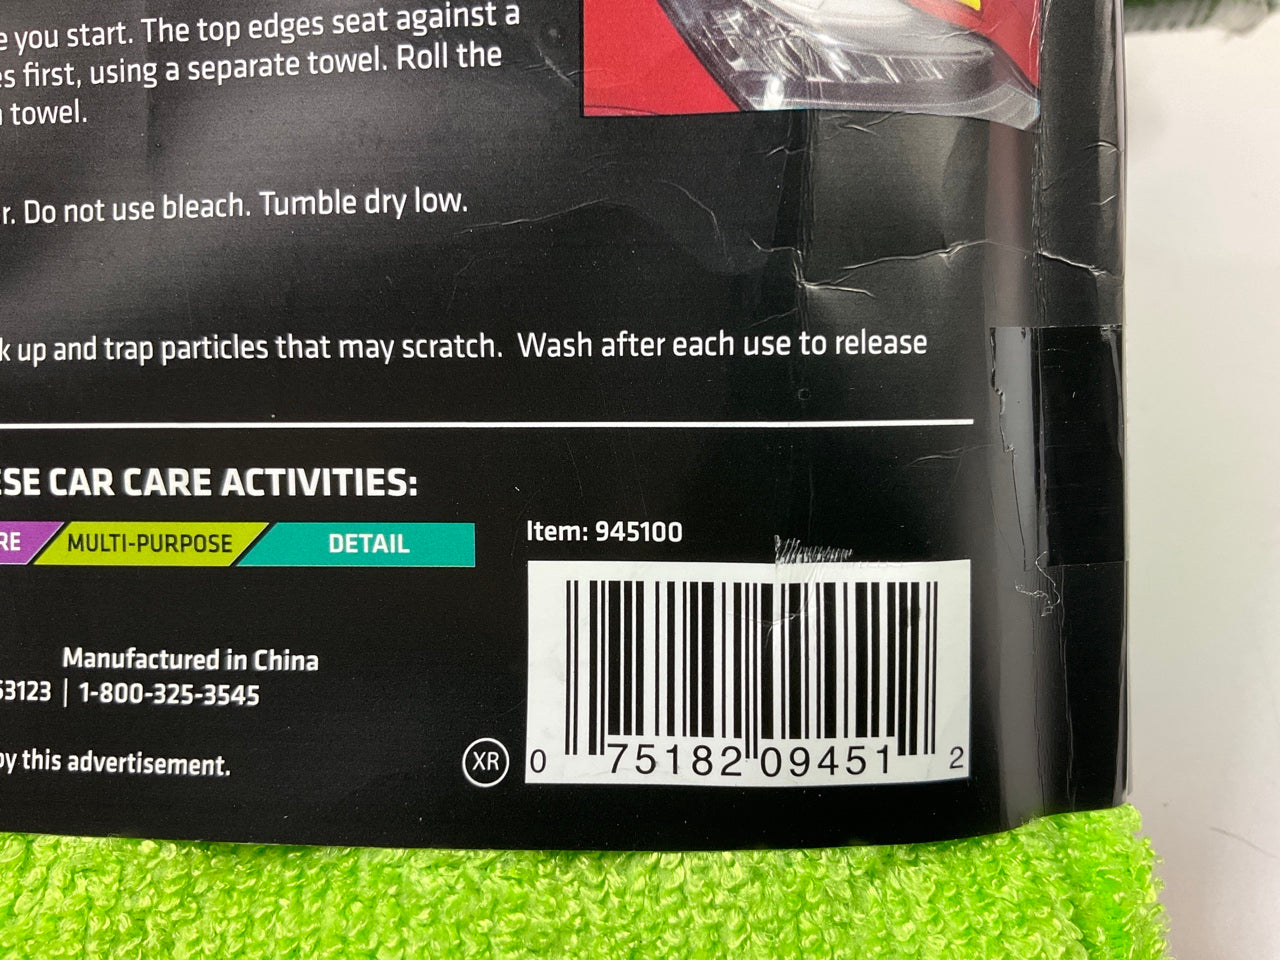 you start. The top edges seat against a
first, using a separate towel. Roll the
towel.
Do not use bleach. Tumble dry low.
up and trap particles that may scratch. Wash after each use to release
CAR CARE ACTIVITIES:
MULTI-PURPOSE DETAIL
Item: 945100
Manufactured in China
53123 | 1-800-325-3545
by this advertisement.
XR
0 75182 09451 2